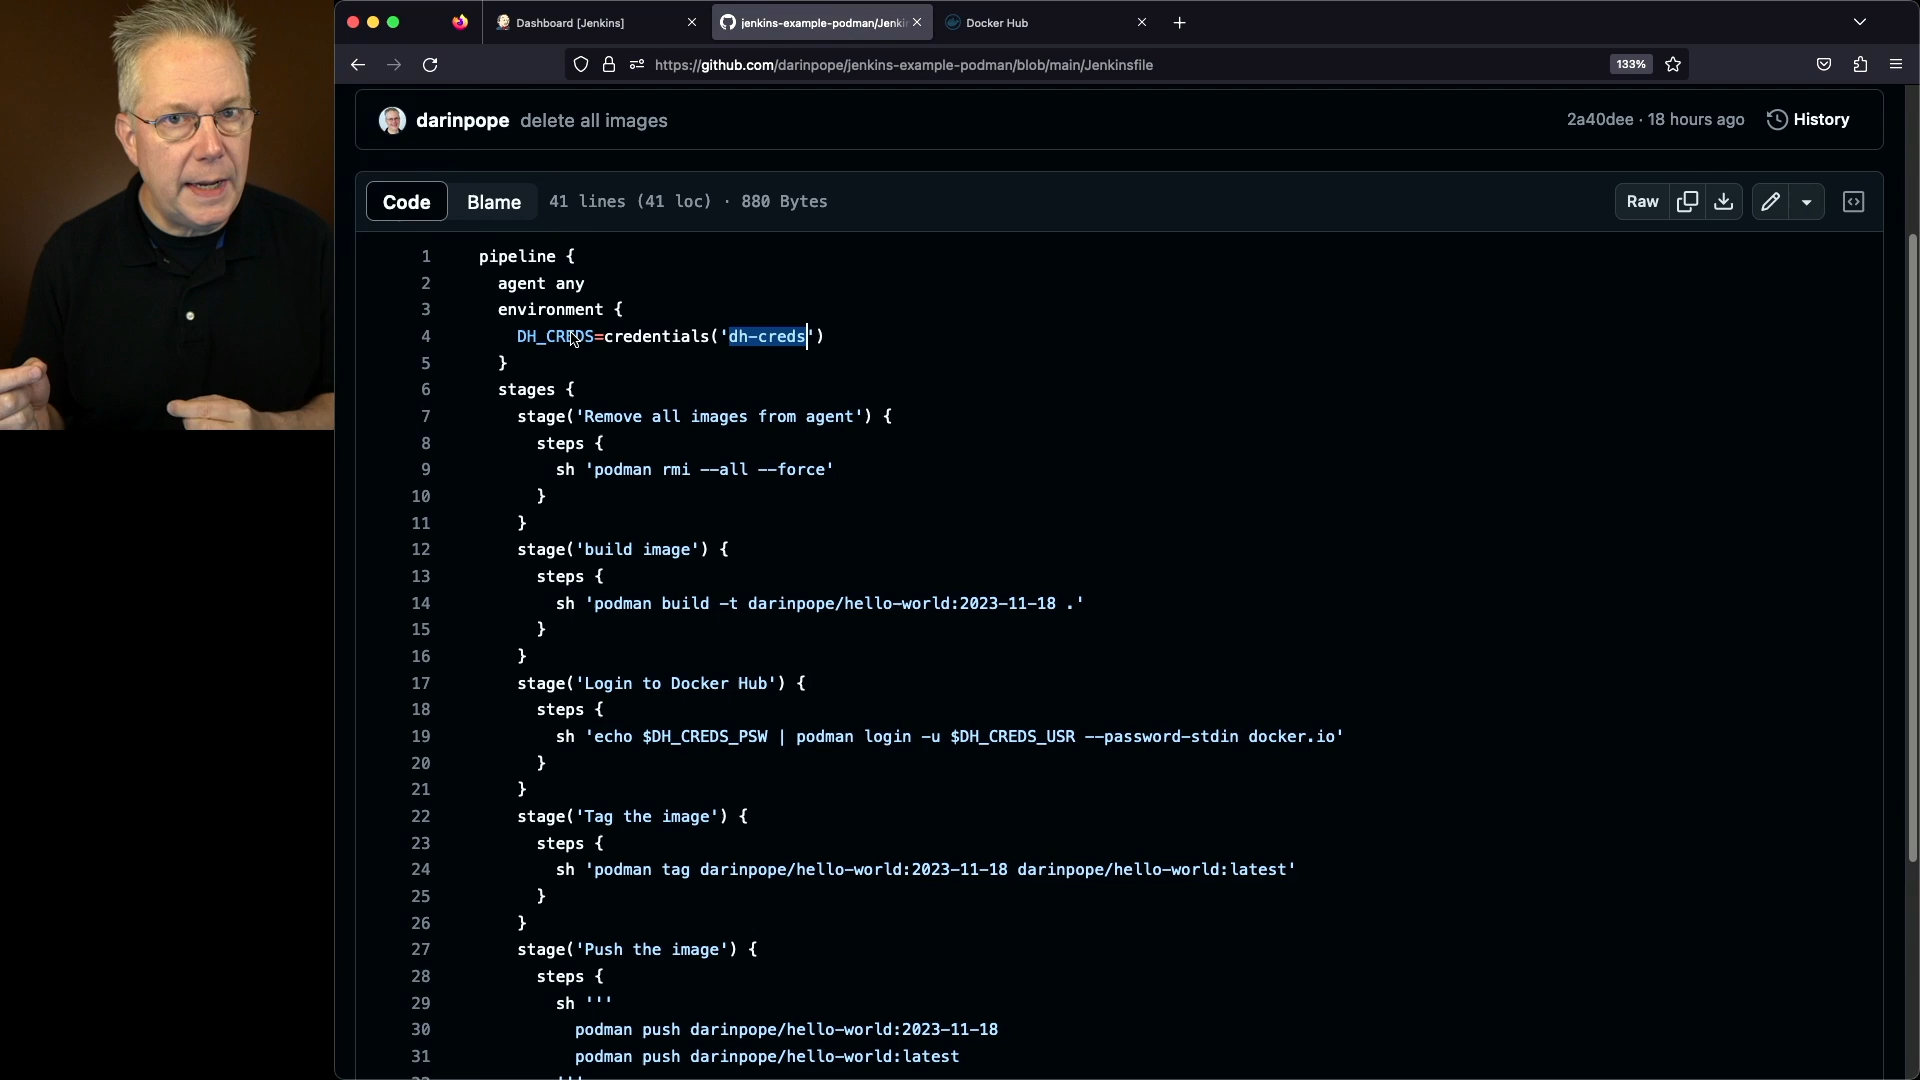 Dashboard [Jenkins]
jenkins-example-podman/Jenki
Docker Hub
https://github.com/darinpope/jenkins-example-podman/blob/main/Jenkinsfile
133%
darinpope delete all images
2a40dee · 18 hours ago
History
Code
Blame
41 lines (41 loc) · 880 Bytes
Raw
1 pipeline {
2 agent any
3 environment {
4 DH_CREDS=credentials('dh-creds')
5 }
6 stages {
7 stage('Remove all images from agent') {
8 steps {
9 sh 'podman rmi --all --force'
10 }
11 }
12 stage('build image') {
13 steps {
14 sh 'podman build -t darinpope/hello-world:2023-11-18 .'
15 }
16 }
17 stage('Login to Docker Hub') {
18 steps {
19 sh 'echo $DH_CREDS_PSW | podman login -u $DH_CREDS_USR --password-stdin docker.io'
20 }
21 }
22 stage('Tag the image') {
23 steps {
24 sh 'podman tag darinpope/hello-world:2023-11-18 darinpope/hello-world:latest'
25 }
26 }
27 stage('Push the image') {
28 steps {
29 sh '''
30 podman push darinpope/hello-world:2023-11-18
31 podman push darinpope/hello-world:latest